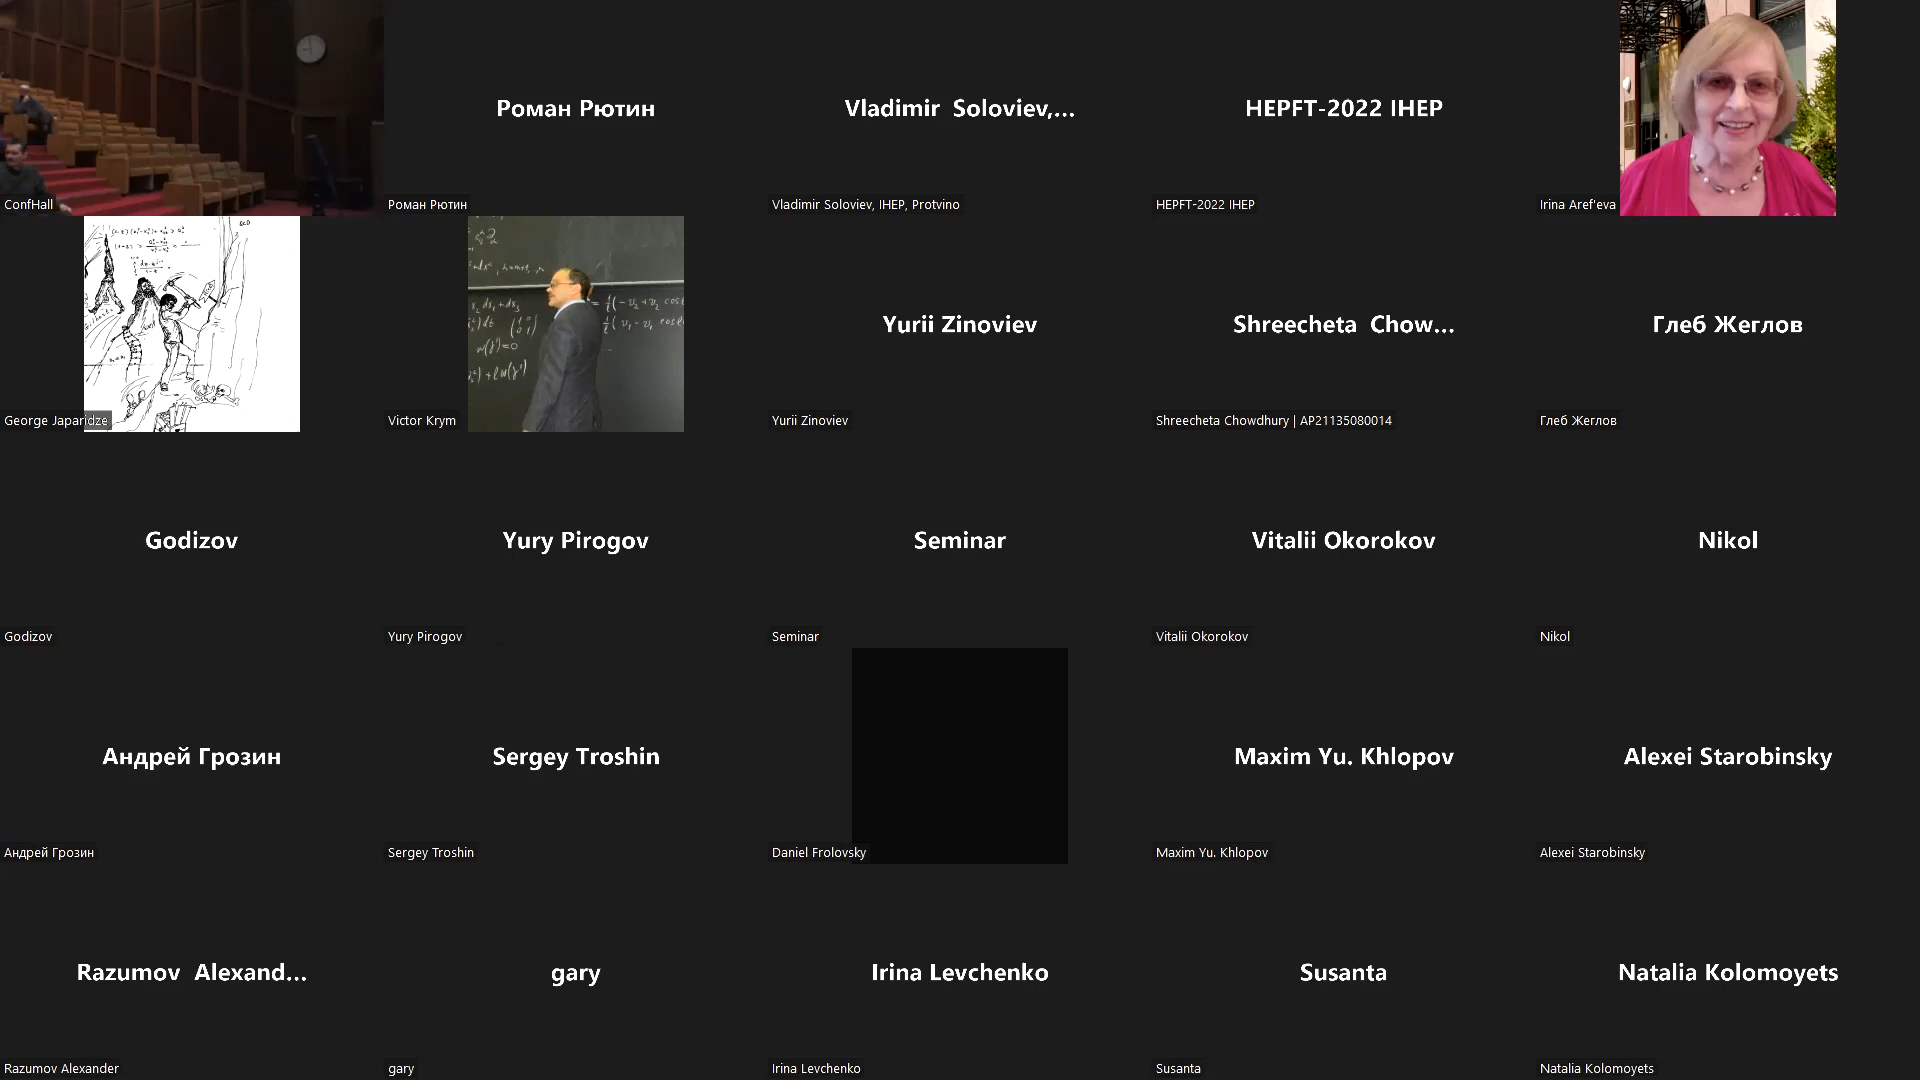 ConfHall
Роман Рютин
Роман Рютин
Vladimir Soloviev,...
Vladimir Soloviev, IHEP, Protvino
HEPFT-2022 IHEP
HEPFT-2022 IHEP
Irina Aref'eva
George Japaridze
Victor Krym
Yurii Zinoviev
Yurii Zinoviev
Shreecheta Chow...
Shreecheta Chowdhury | AP21135080014
Глеб Жеглов
Глеб Жеглов
Godizov
Godizov
Yury Pirogov
Yury Pirogov
Seminar
Seminar
Vitalii Okorokov
Vitalii Okorokov
Nikol
Nikol
Андрей Грозин
Андрей Грозин
Sergey Troshin
Sergey Troshin
Daniel Frolovsky
Maxim Yu. Khlopov
Maxim Yu. Khlopov
Alexei Starobinsky
Alexei Starobinsky
Razumov Alexand...
Razumov Alexander
gary
gary
Irina Levchenko
Irina Levchenko
Susanta
Susanta
Natalia Kolomoyets
Natalia Kolomoyets